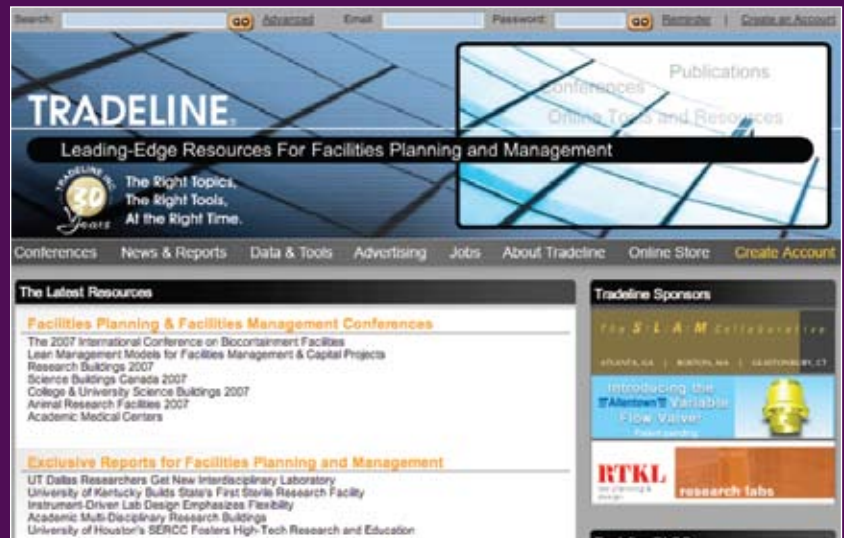 Search: GO Advanced Email: Password: GO Reminder | Create an Account
Publications
Conferences
Online Tools and Resources
TRADELINE
Leading-Edge Resources For Facilities Planning and Management
TRADELINE INC
30
Years
The Right Topics,
The Right Tools,
At the Right Time.
Conferences News & Reports Data & Tools Advertising Jobs About Tradeline Online Store Create Account
The Latest Resources
Facilities Planning & Facilities Management Conferences
The 2007 International Conference on Biocontainment Facilities
Lean Management Models for Facilities Management & Capital Projects
Research Buildings 2007
Science Buildings Canada 2007
College & University Science Buildings 2007
Animal Research Facilities 2007
Academic Medical Centers
Exclusive Reports for Facilities Planning and Management
UT Dallas Researchers Get New Interdisciplinary Laboratory
University of Kentucky Builds State's First Sterile Research Facility
Instrument-Driven Lab Design Emphasizes Flexibility
Academic Multi-Disciplinary Research Buildings
University of Houston's SERCC Fosters High-Tech Research and Education
Tradeline Sponsors
The S·L·A·M Collaborative
ATLANTA, GA | BOSTON, MA | GLASTONBURY, CT
Introducing the
Allentown Variable
Flow Valve!
Patent pending
RTKL
design
research labs